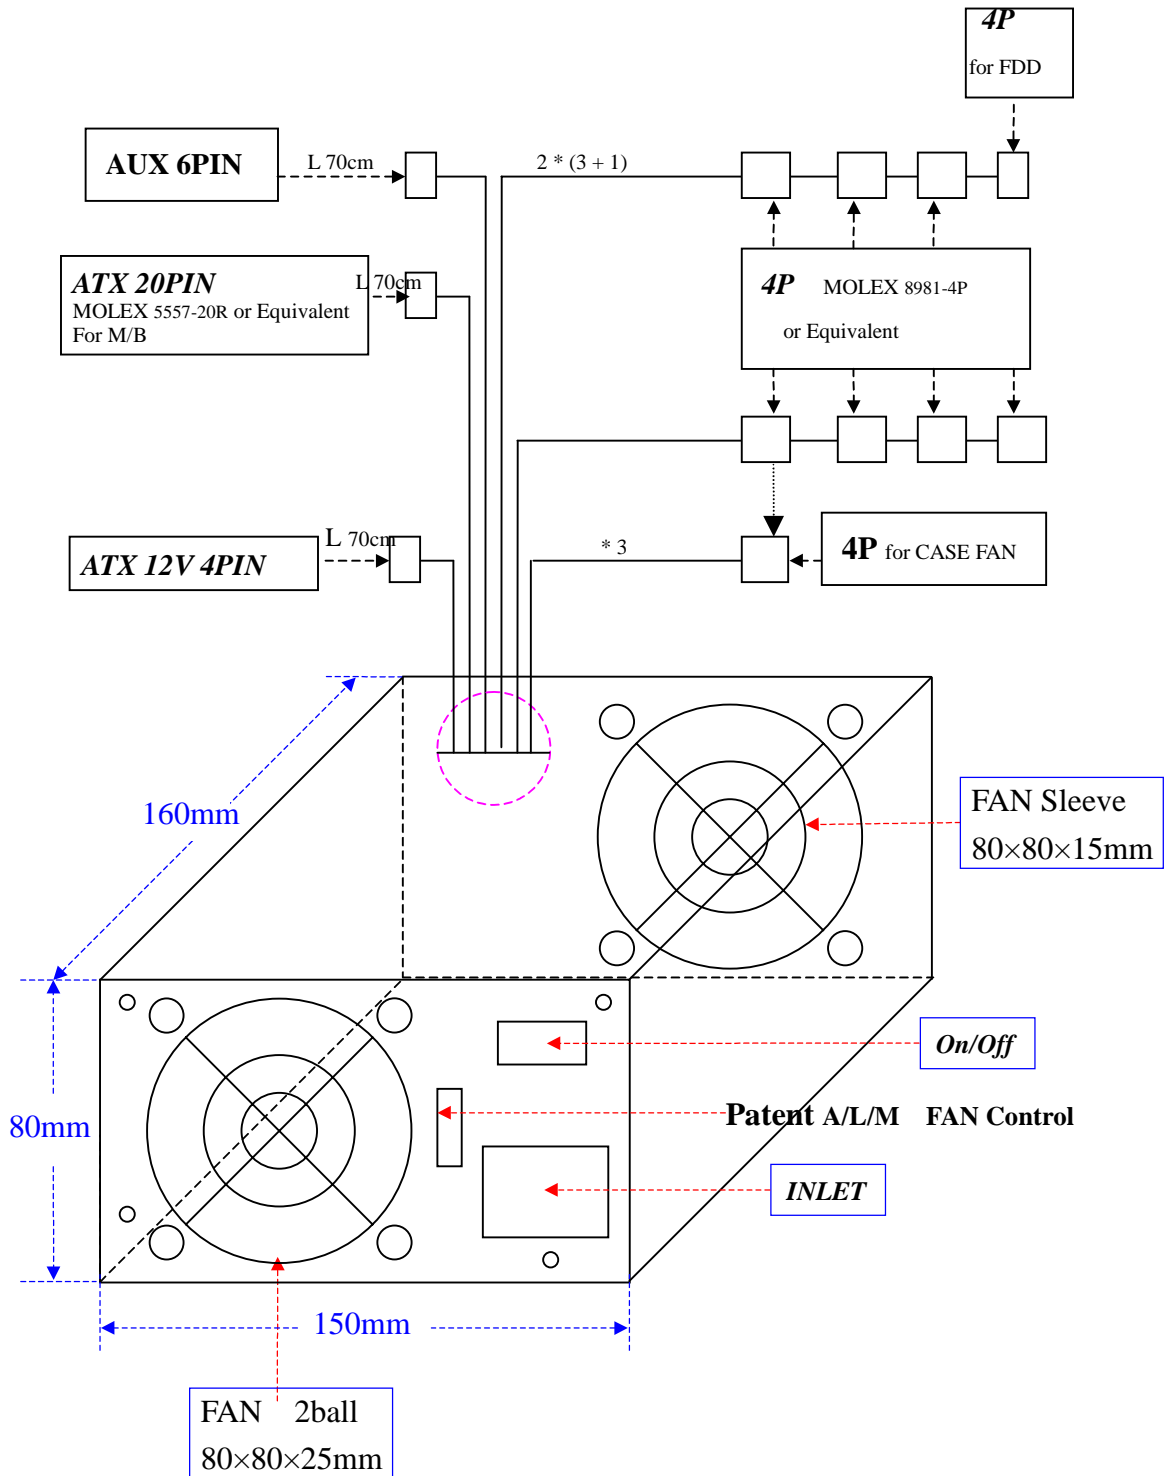 4P
for FDD
AUX 6PIN
L 70cm
2 * (3 + 1)
ATX 20PIN
MOLEX 5557-20R or Equivalent
For M/B
L 70cm
4P MOLEX 8981-4P
or Equivalent
ATX 12V 4PIN
L 70cm
* 3
4P for CASE FAN
160mm
FAN Sleeve
80×80×15mm
On/Off
80mm
Patent A/L/M FAN Control
INLET
150mm
FAN 2ball
80×80×25mm